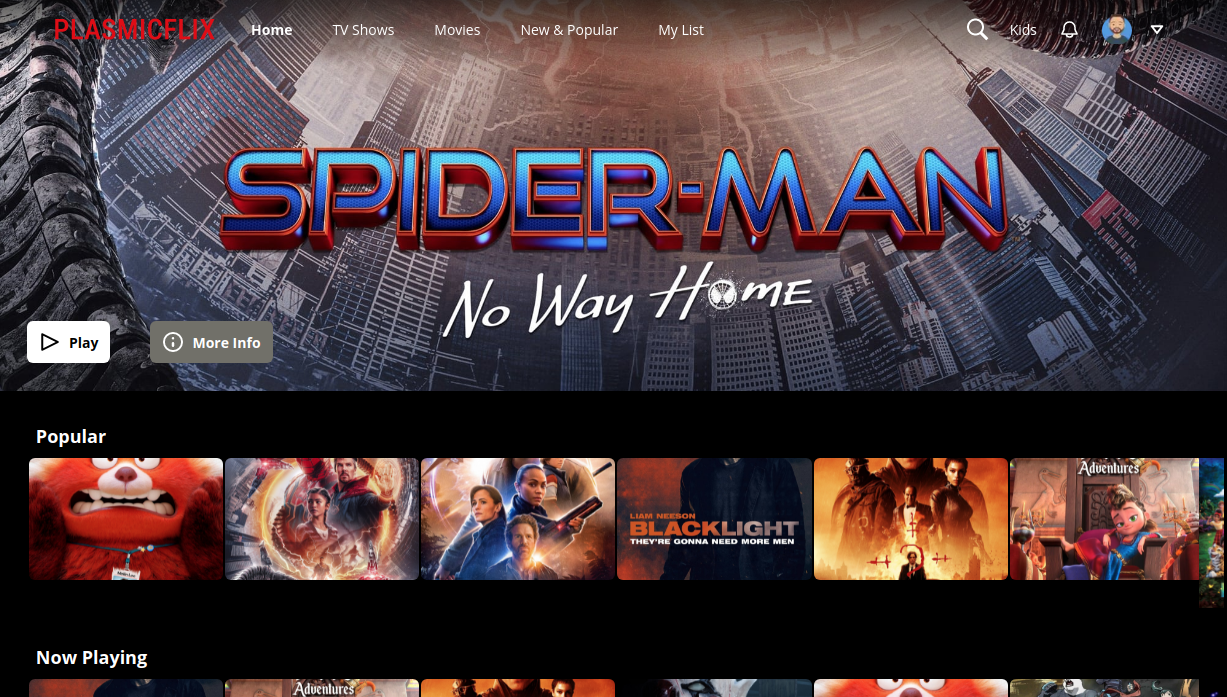 PLASMICFLIX
Home
TV Shows
Movies
New & Popular
My List
Kids
SPIDER-MAN
NO WAY HOME
Play
More Info
Popular
LIAM NEESON
BLACKLIGHT
THEY'RE GONNA NEED MORE MEN
Adventures
Now Playing
Adventures